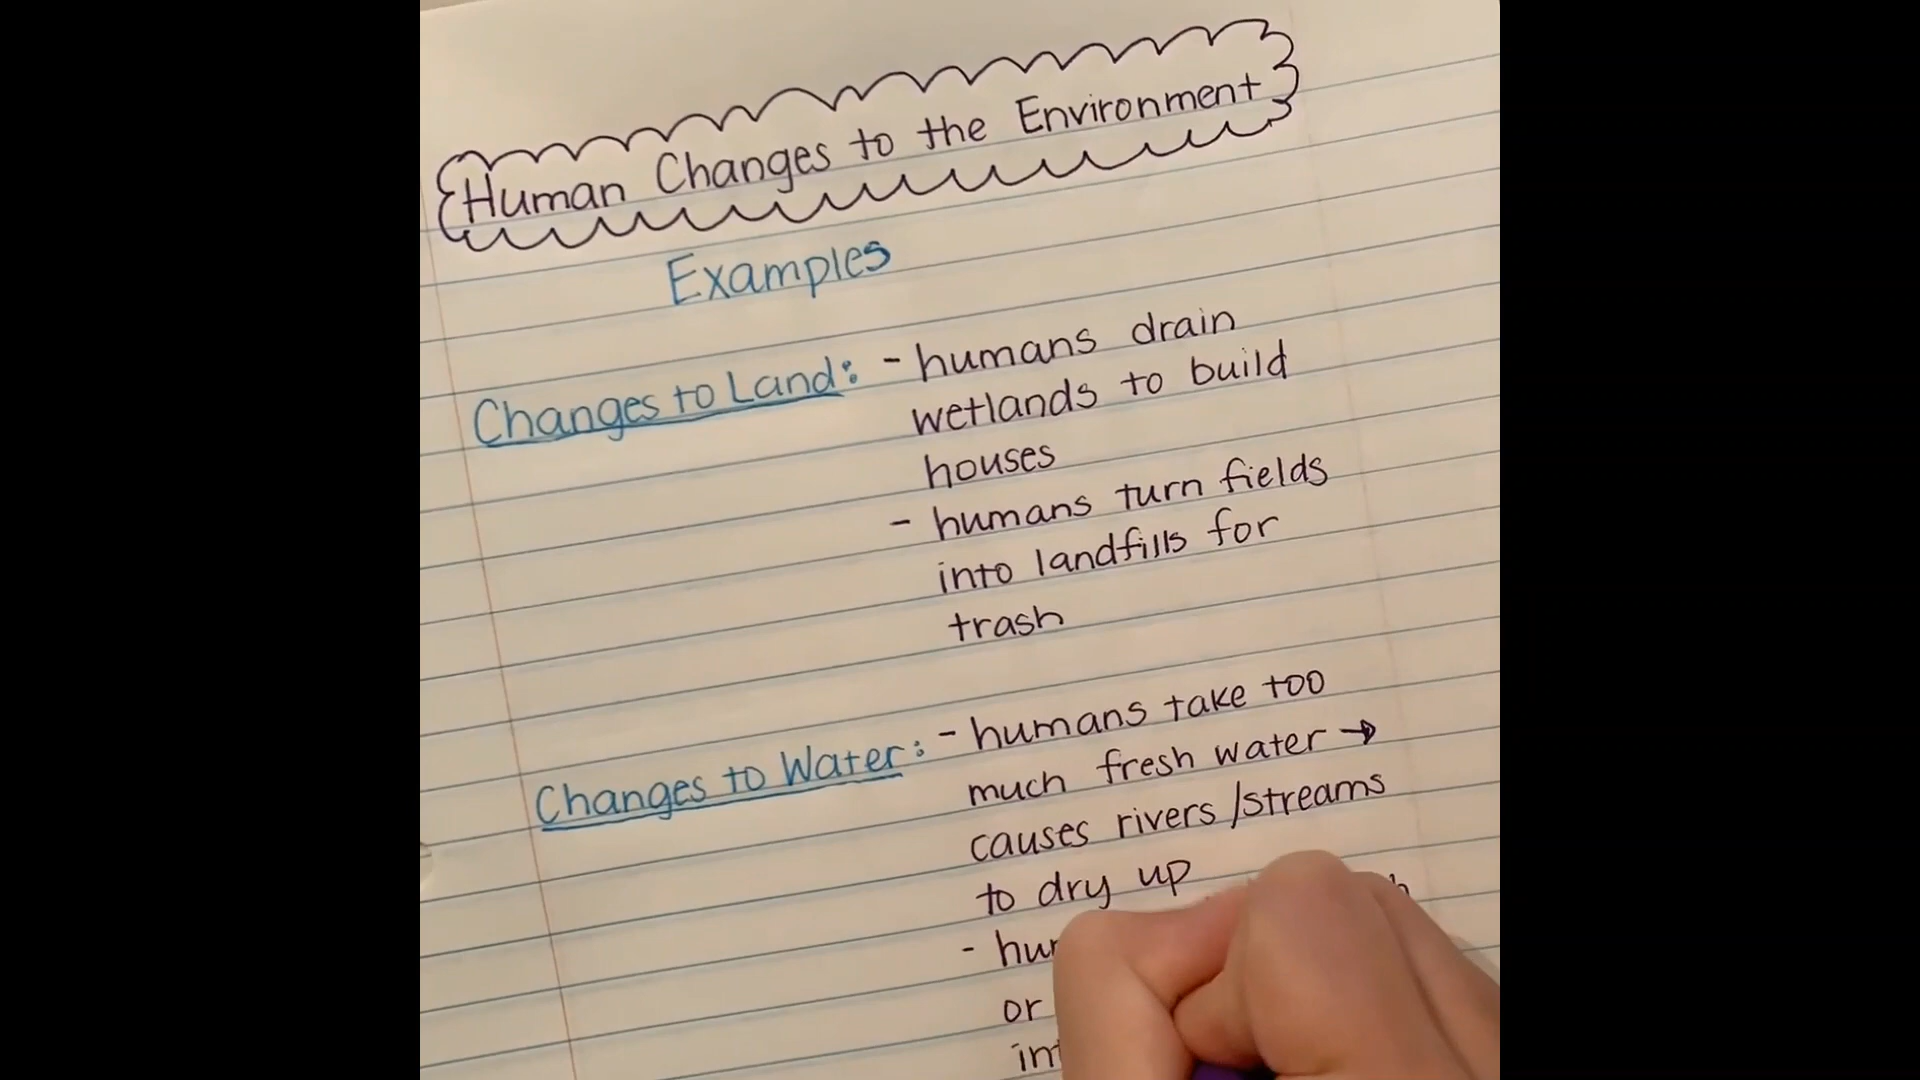 Human Changes to the Environment
Examples
Changes to Land: - humans drain
wetlands to build
houses
- humans turn fields
into landfills for
trash
Changes to Water: - humans take too
much fresh water →
causes rivers/streams
to dry up
-
or